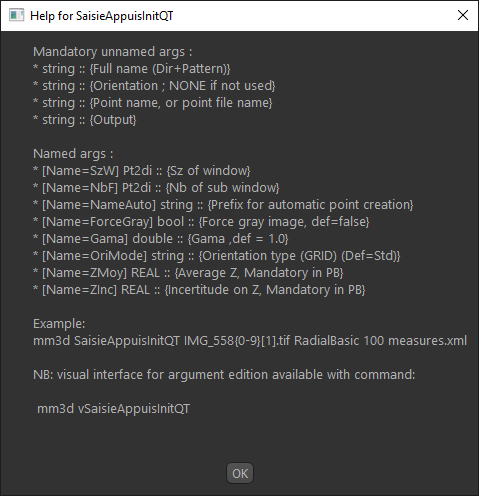 Help for SaisieAppuisInitQT
Mandatory unnamed args :
* string :: {Full name (Dir+Pattern)}
* string :: {Orientation ; NONE if not used}
* string :: {Point name, or point file name}
* string :: {Output}
Named args :
* [Name=SzW] Pt2di :: {Sz of window}
* [Name=NbF] Pt2di :: {Nb of sub window}
* [Name=NameAuto] string :: {Prefix for automatic point creation}
* [Name=ForceGray] bool :: {Force gray image, def=false}
* [Name=Gama] double :: {Gama ,def = 1.0}
* [Name=OriMode] string :: {Orientation type (GRID) (Def=Std)}
* [Name=ZMoy] REAL :: {Average Z, Mandatory in PB}
* [Name=ZInc] REAL :: {Incertitude on Z, Mandatory in PB}
Example:
mm3d SaisieAppuisInitQT IMG_558{0-9}[1].tif RadialBasic 100 measures.xml
NB: visual interface for argument edition available with command:
mm3d vSaisieAppuisInitQT
OK